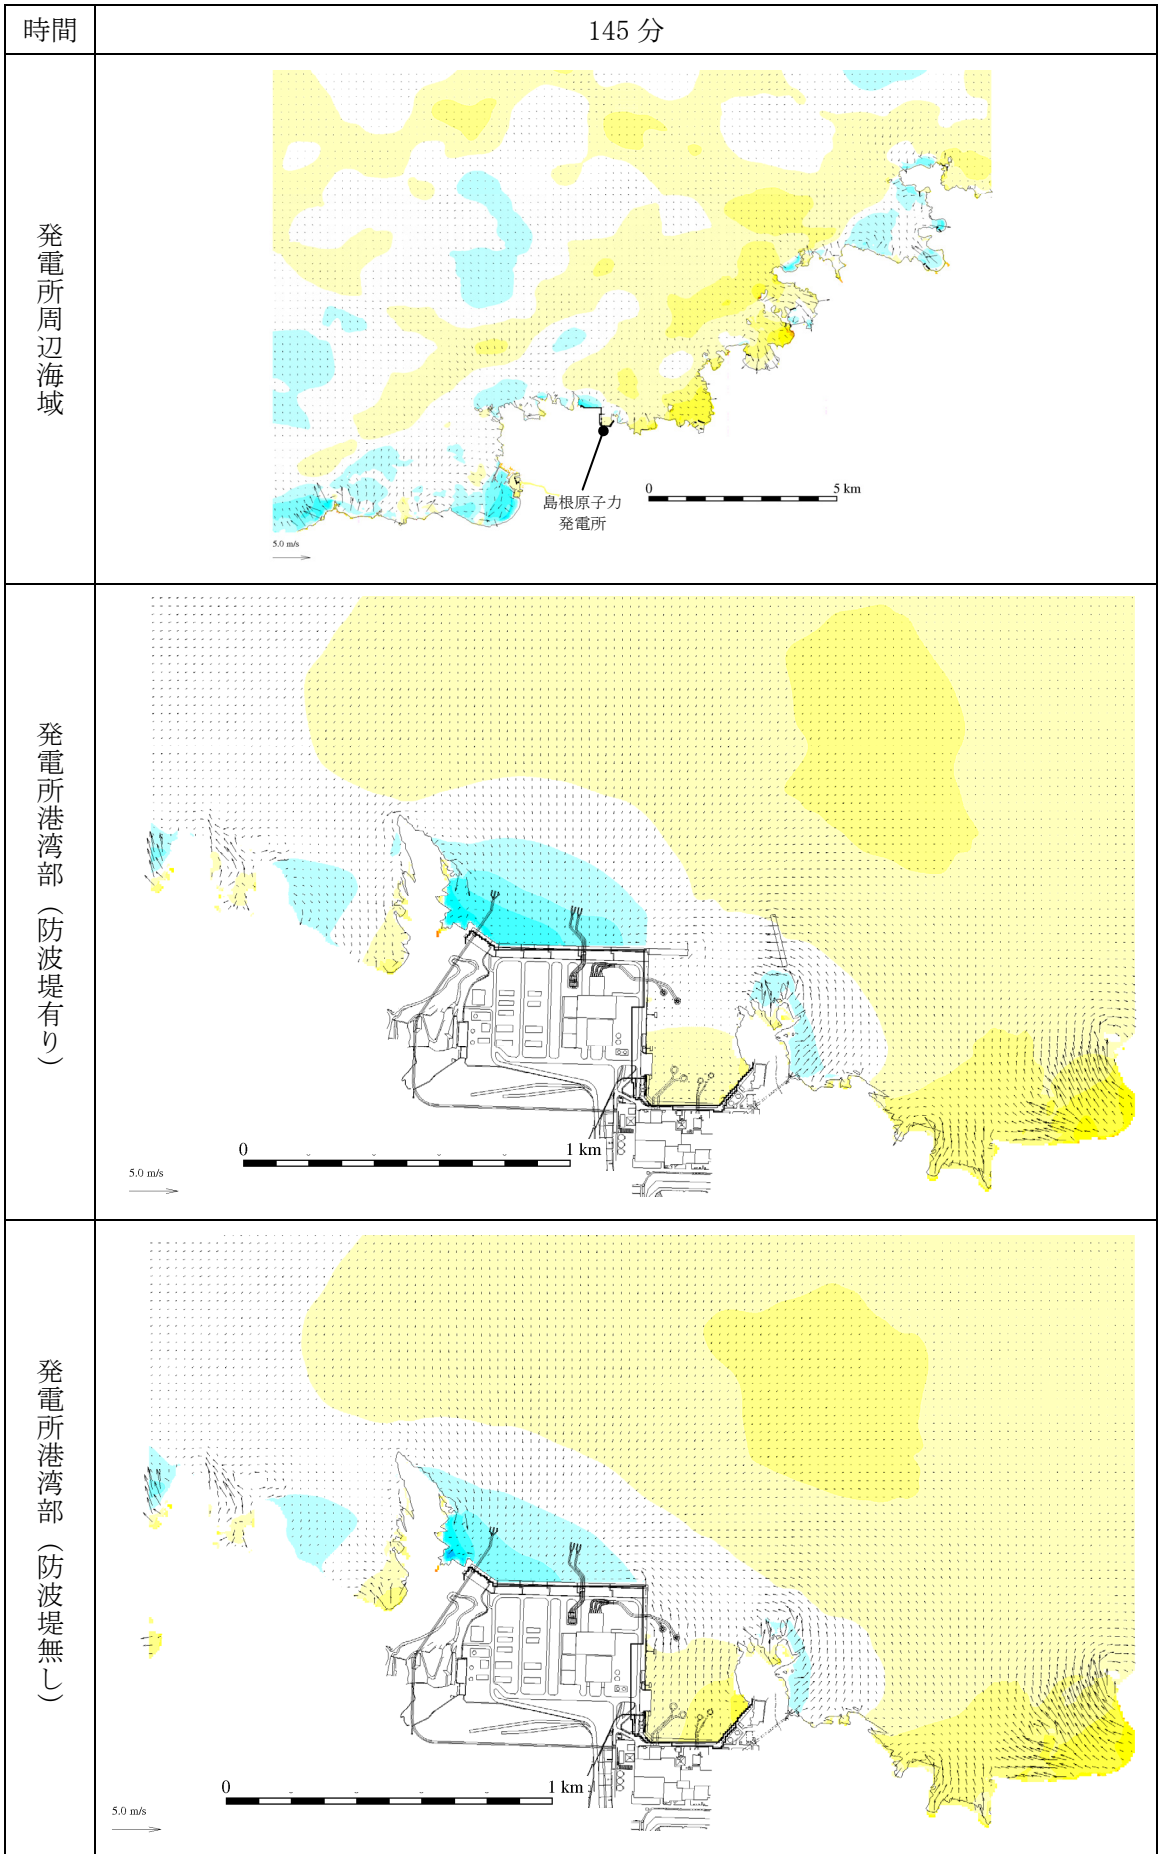 時間
145 分
発電所周辺海域
島根原子力
発電所
0
5 km
5.0 m/s
発電所港湾部（防波堤有り）
0
1 km
5.0 m/s
発電所港湾部（防波堤無し）
0
1 km
5.0 m/s